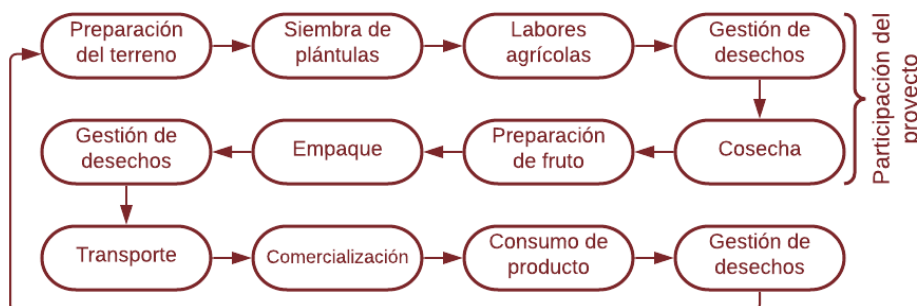 Preparación
del terreno
Siembra de
plántulas
Labores
agrícolas
Gestión de
desechos
Participación del
proyecto
Gestión de
desechos
Empaque
Preparación
de fruto
Cosecha
Transporte
Comercialización
Consumo de
producto
Gestión de
desechos